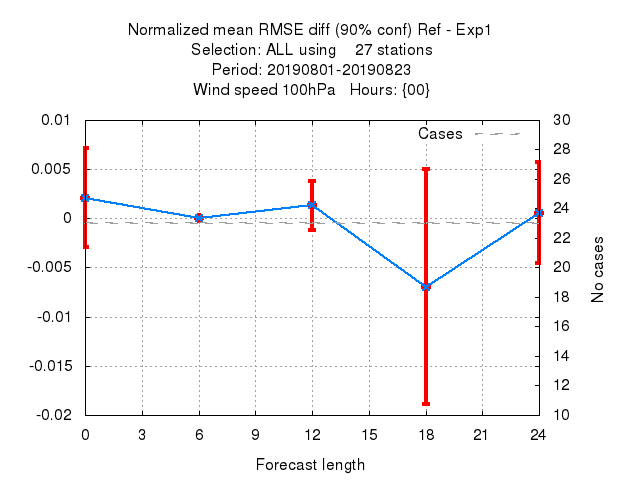 Normalized mean RMSE diff (90% conf) Ref - Exp1
Selection: ALL using 27 stations
Period: 20190801-20190823
Wind speed 100hPa Hours: {00}
Cases
0.01
0.005
0
-0.005
-0.01
-0.015
-0.02
30
28
26
24
22
20
18
16
14
12
10
No cases
0 3 6 9 12 15 18 21 24
Forecast length